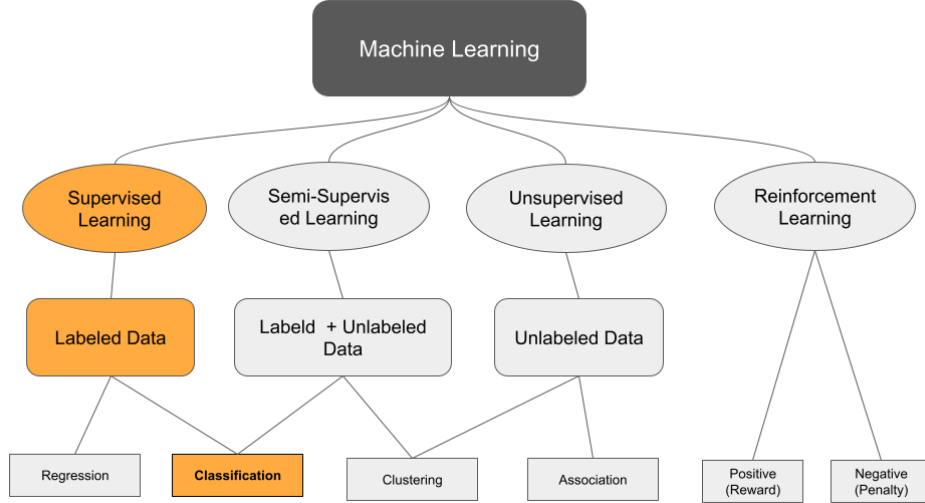 Machine Learning
Supervised
Learning
Semi-Supervis
ed Learning
Unsupervised
Learning
Reinforcement
Learning
Labeled Data
Labeld + Unlabeled
Data
Unlabeled Data
Regression
Classification
Clustering
Association
Positive
(Reward)
Negative
(Penalty)